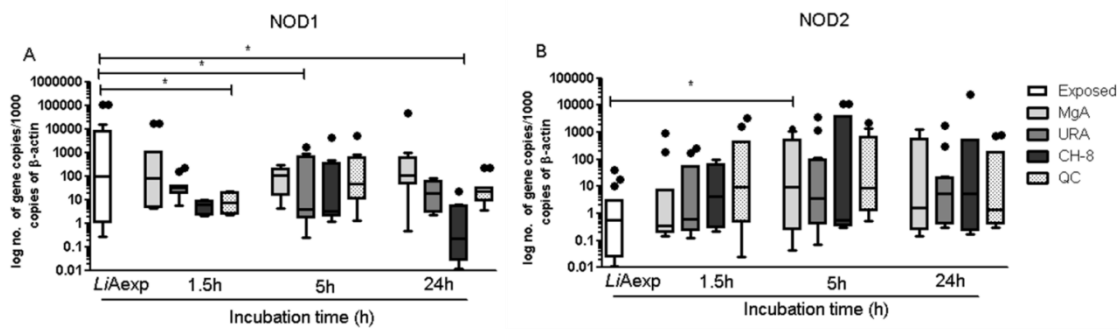 NOD1
A
*
*
*
log no. of gene copies/1000
copies of β-actin
1000000
100000
10000
1000
100
10
1
0.1
0.01
LiAexp 1.5h 5h 24h
Incubation time (h)
NOD2
B
*
log no. of gene copies/1000
copies of β-actin
100000
10000
1000
100
10
1
0.1
0.01
LiAexp 1.5h 5h 24h
Incubation time (h)
Exposed
MgA
URA
CH-8
QC